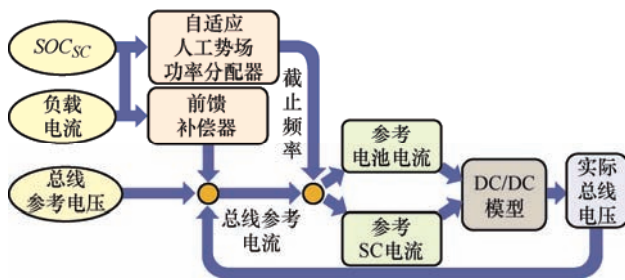 SOC_SC
自适应
人工势场
功率分配器
截止频率
负载
电流
前馈
补偿器
总线
参考电压
总线参考
电流
参考
电池电流
参考
SC电流
DC/DC
模型
实际
总线
电压